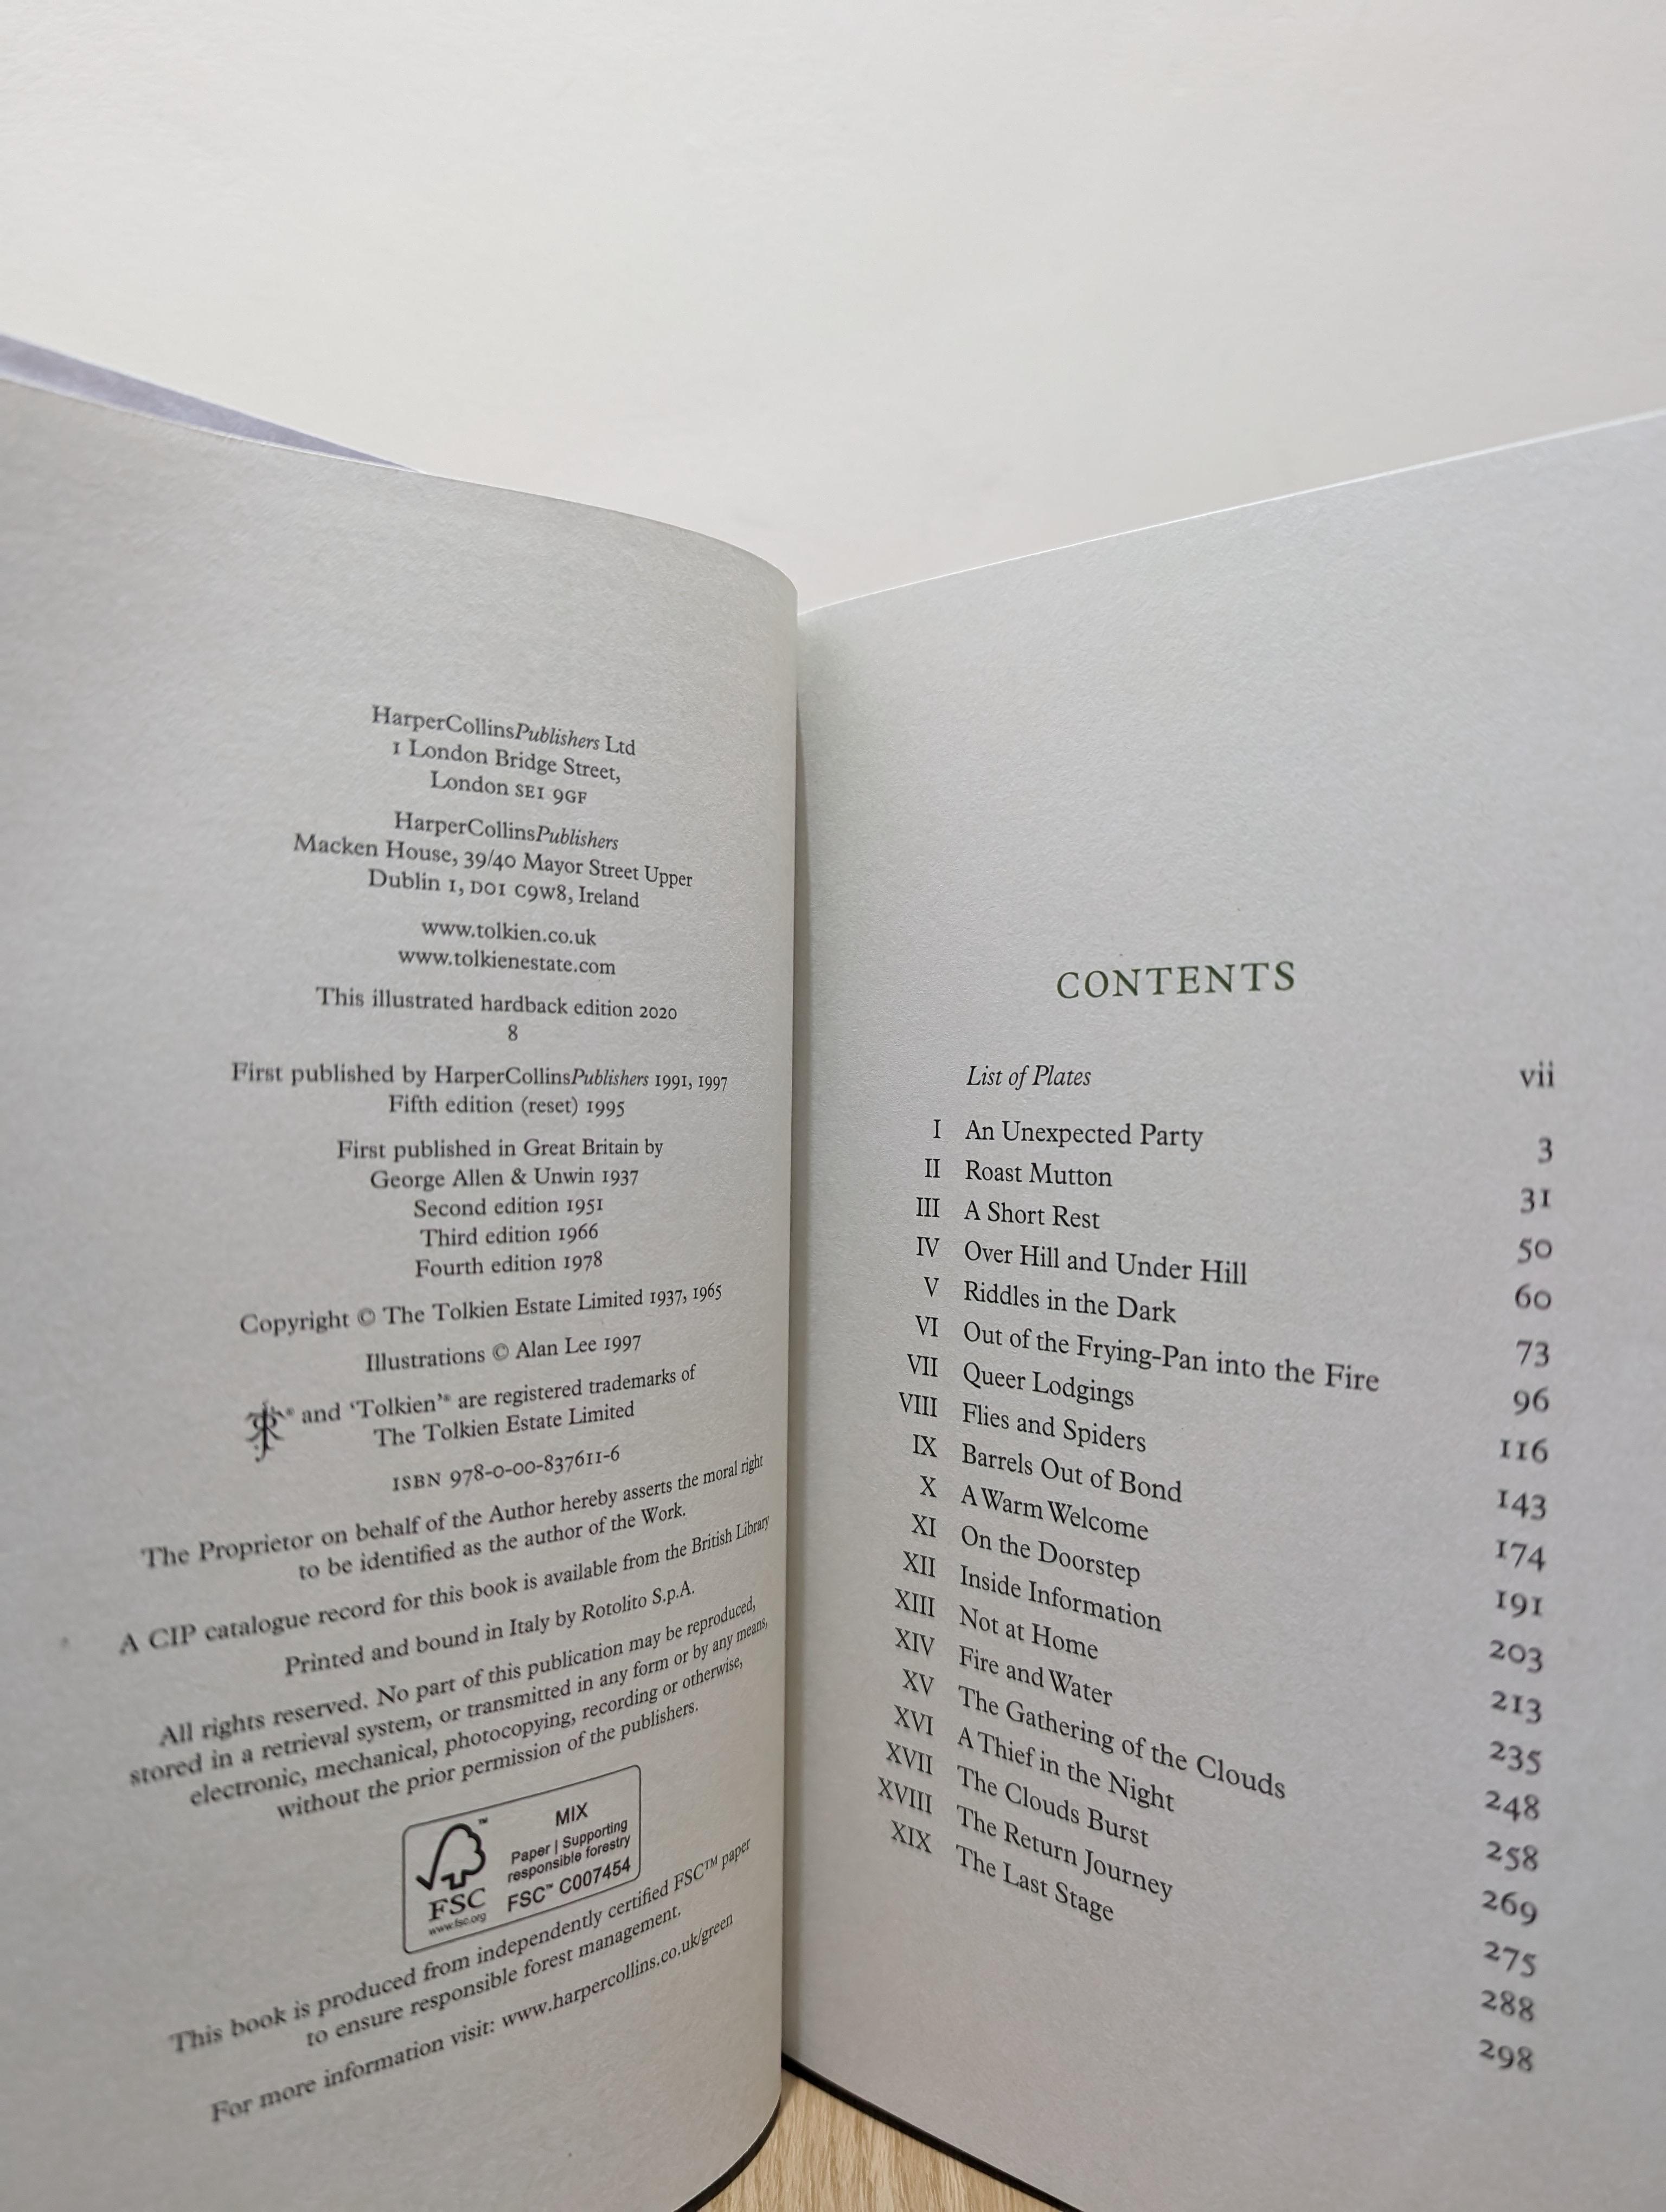 HarperCollinsPublishers Ltd
1 London Bridge Street,
London SE1 9GF
HarperCollinsPublishers
Macken House, 39/40 Mayor Street Upper
Dublin 1, D01 C9W8, Ireland
www.tolkien.co.uk
www.tolkienestate.com
This illustrated hardback edition 2020
8
First published by HarperCollinsPublishers 1991, 1997
Fifth edition (reset) 1995
First published in Great Britain by
George Allen & Unwin 1937
Second edition 1951
Third edition 1966
Fourth edition 1978
Copyright © The Tolkien Estate Limited 1937, 1965
Illustrations © Alan Lee 1997
® and ‘Tolkien’® are registered trademarks of
The Tolkien Estate Limited
ISBN 978-0-00-837611-6
The Proprietor on behalf of the Author hereby asserts the moral right
to be identified as the author of the Work.
A CIP catalogue record for this book is available from the British Library
Printed and bound in Italy by Rotolito S.p.A.
All rights reserved. No part of this publication may be reproduced,
stored in a retrieval system, or transmitted in any form or by any means,
electronic, mechanical, photocopying, recording or otherwise,
without the prior permission of the publishers.
FSC™
www.fsc.org
MIX
Paper | Supporting
responsible forestry
FSC™ C007454
This book is produced from independently certified FSC™ paper
to ensure responsible forest management.
For more information visit: www.harpercollins.co.uk/green
CONTENTS
List of Plates vii
I An Unexpected Party 3
II Roast Mutton 31
III A Short Rest 50
IV Over Hill and Under Hill 60
V Riddles in the Dark 73
VI Out of the Frying-Pan into the Fire 96
VII Queer Lodgings 116
VIII Flies and Spiders 143
IX Barrels Out of Bond 174
X A Warm Welcome 191
XI On the Doorstep 203
XII Inside Information 213
XIII Not at Home 235
XIV Fire and Water 248
XV The Gathering of the Clouds 258
XVI A Thief in the Night 269
XVII The Clouds Burst 275
XVIII The Return Journey 288
XIX The Last Stage 298